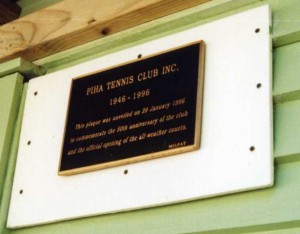 PIHA TENNIS CLUB INC.
1946 - 1996
This plaque was unveiled on 29 January 1996
to commemorate the 50th anniversary of the club
and the official opening of the all-weather courts.